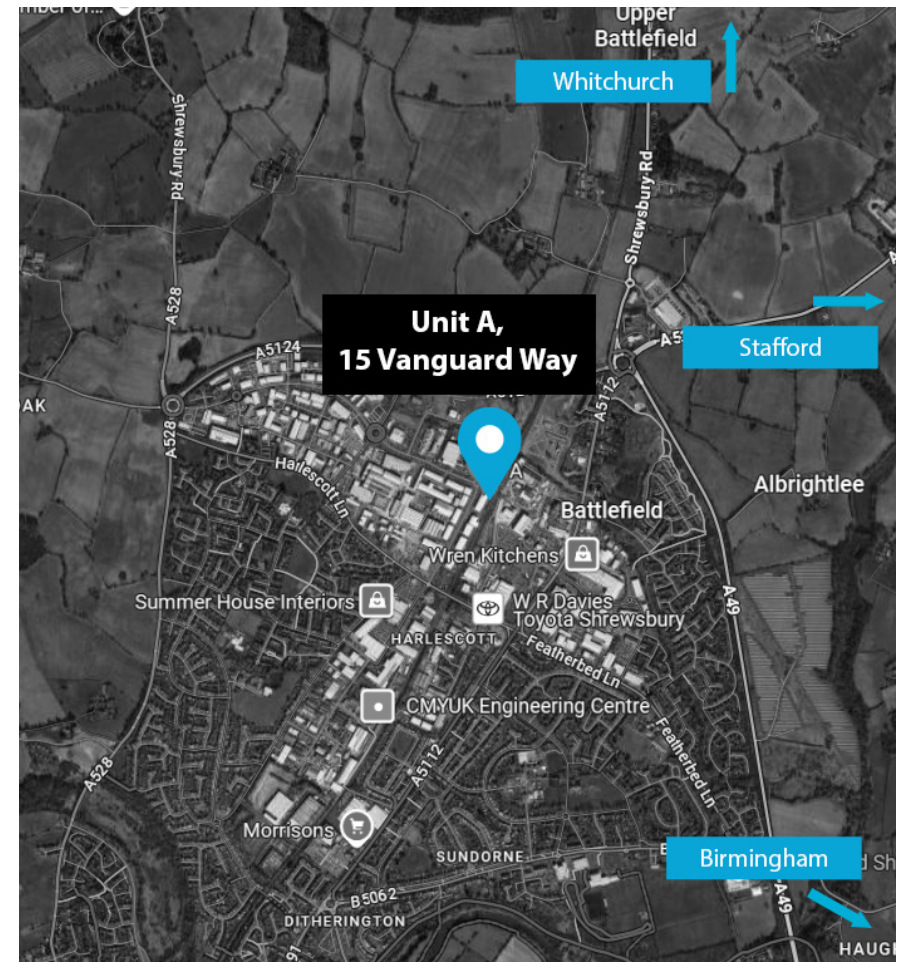 Upper
Battlefield
Whitchurch
Shrewsbury Rd
Shrewsbury Rd
A528
Unit A,
15 Vanguard Way
Stafford
A5124
A5112
OAK
A528
Harlescott Ln
A
Albrightlee
Battlefield
Wren Kitchens
Summer House Interiors
W R Davies
Toyota Shrewsbury
A49
HARLESCOTT
Featherbed Ln
CMYUK Engineering Centre
Featherbed Ln
A5112
A528
Morrisons
SUNDORNE
Birmingham
B5062
A49
DITHERINGTON